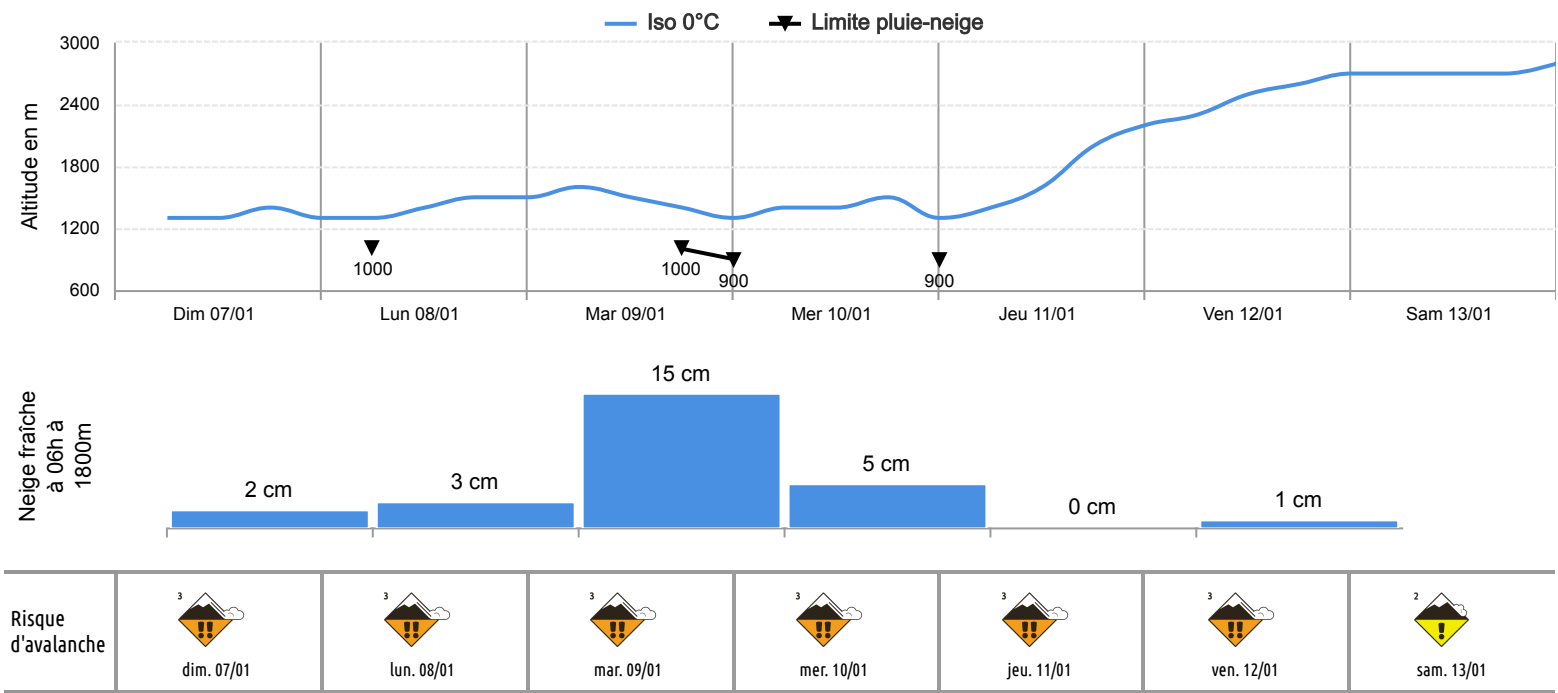 Iso 0°C
Limite pluie-neige
Altitude en m
3000
2400
1800
1200
600
1000
1000
900
900
Dim 07/01
Lun 08/01
Mar 09/01
Mer 10/01
Jeu 11/01
Ven 12/01
Sam 13/01
Neige fraîche
à 06h à
1800m
2 cm
3 cm
15 cm
5 cm
0 cm
1 cm
Risque
d'avalanche
3
!!
dim. 07/01
3
!!
lun. 08/01
3
!!
mar. 09/01
3
!!
mer. 10/01
3
!!
jeu. 11/01
3
!!
ven. 12/01
2
!
sam. 13/01